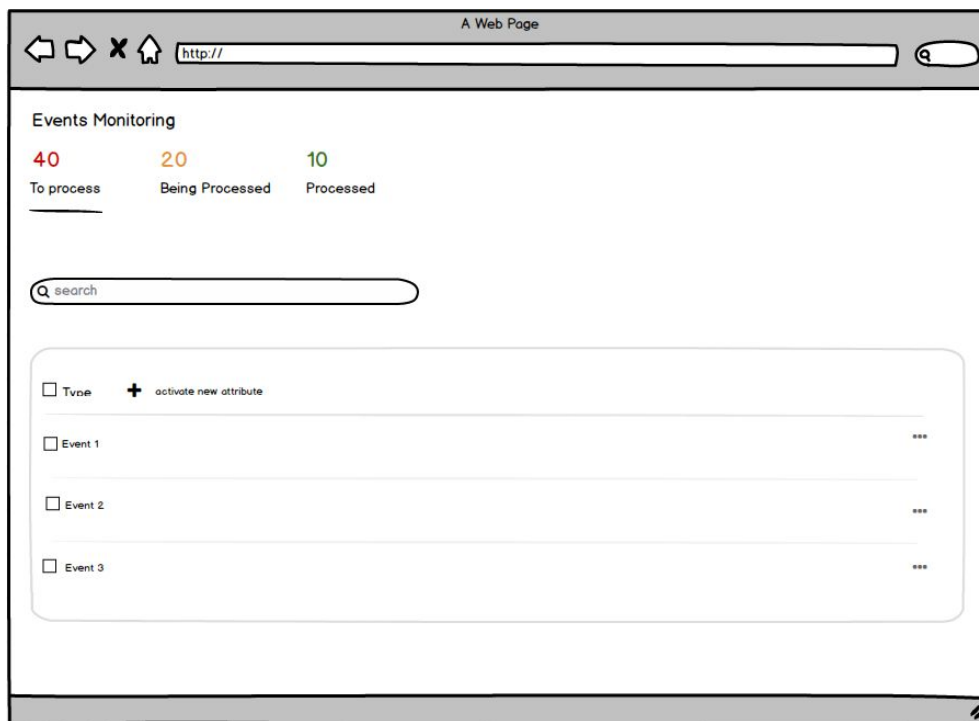 A Web Page
http://
Events Monitoring
40 20 10
To process Being Processed Processed
search
Type activate new attribute
Event 1
Event 2
Event 3